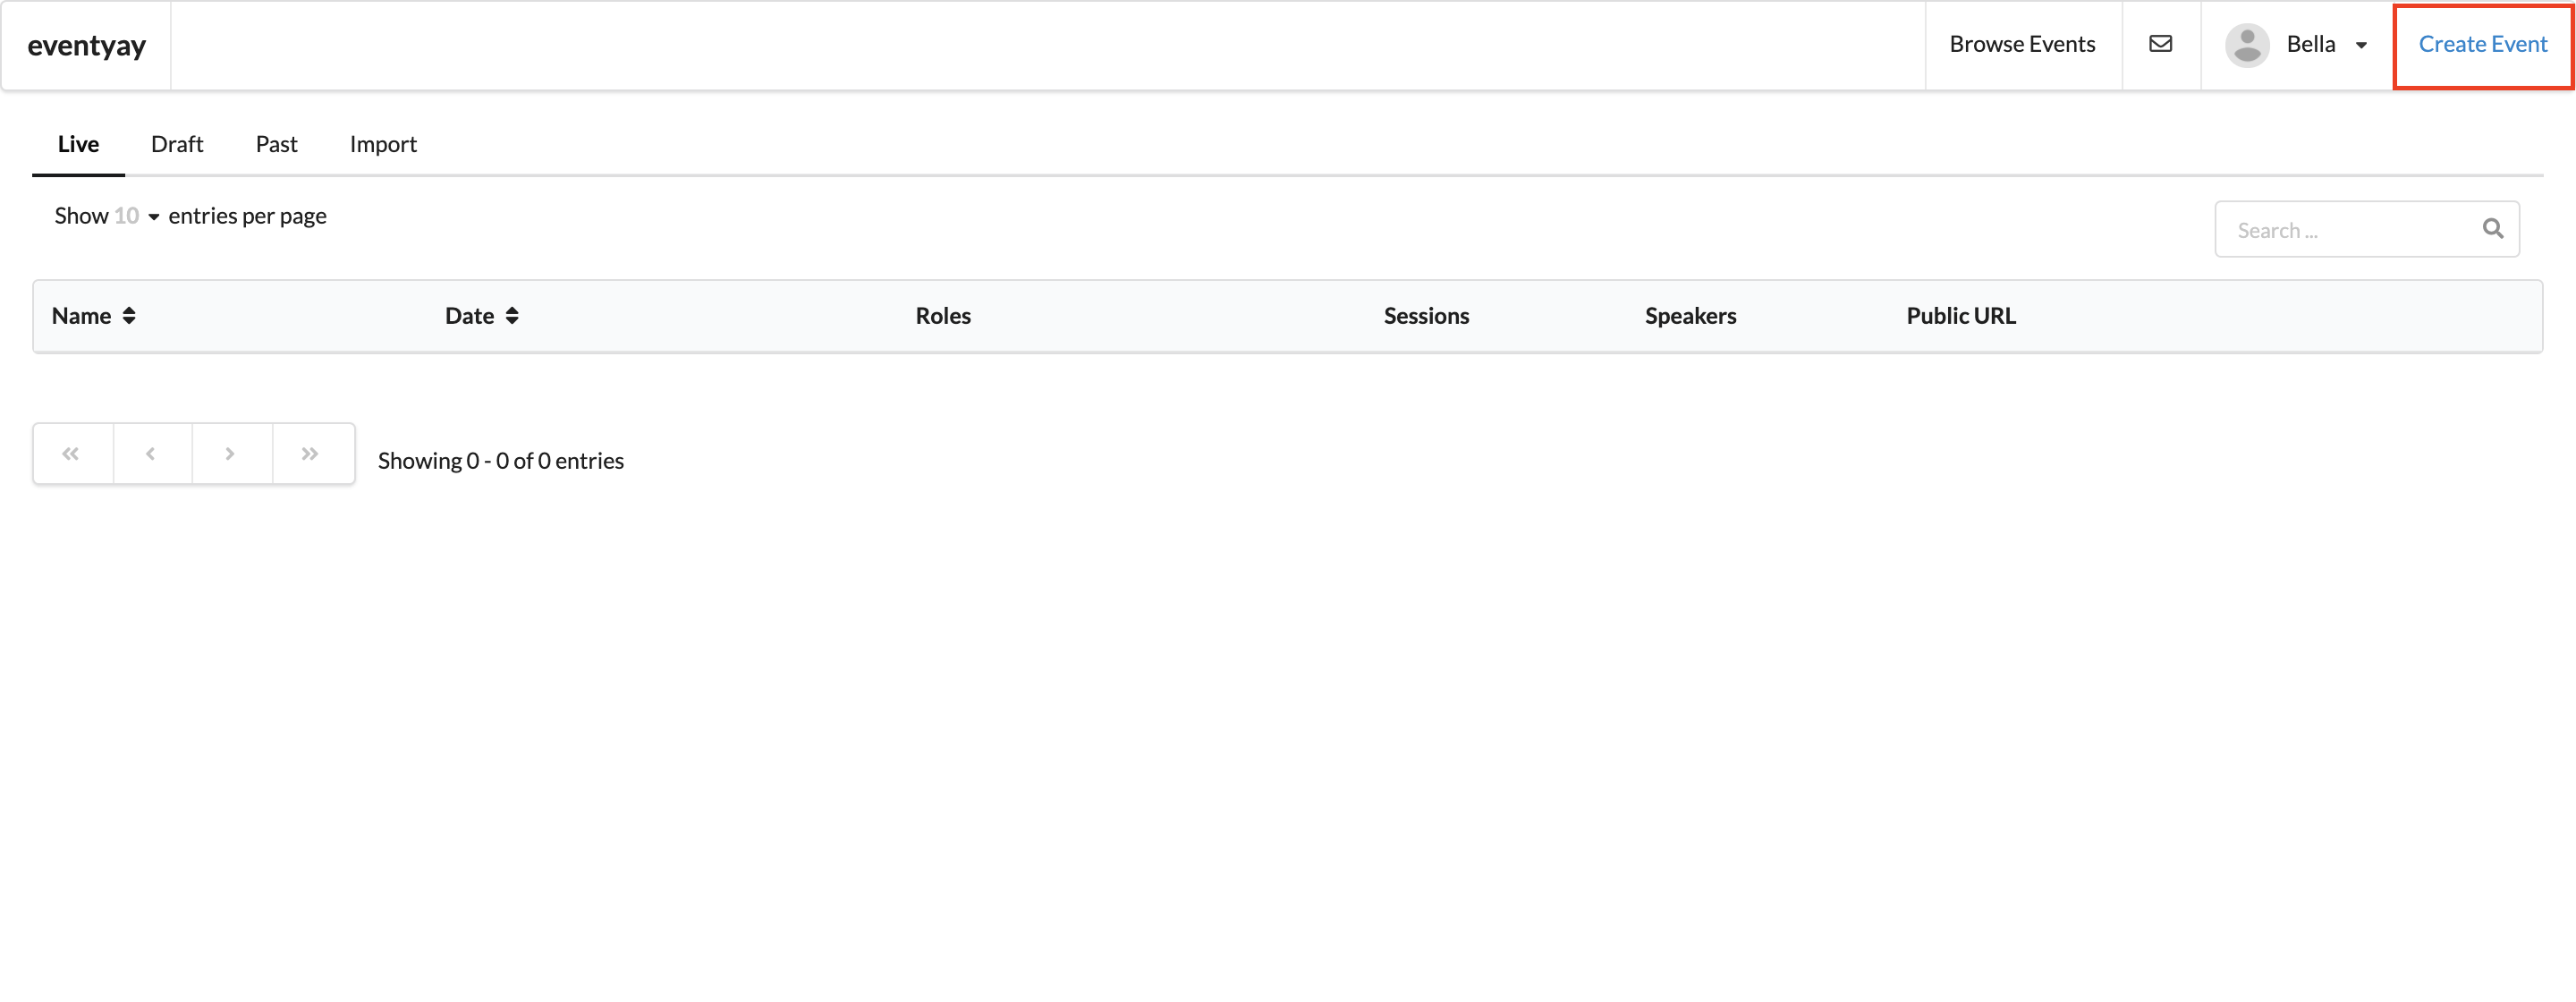 eventyay
Browse Events
Bella
Create Event
Live Draft Past Import
Show 10 entries per page
Search ...
Name Date Roles Sessions Speakers Public URL
Showing 0 - 0 of 0 entries